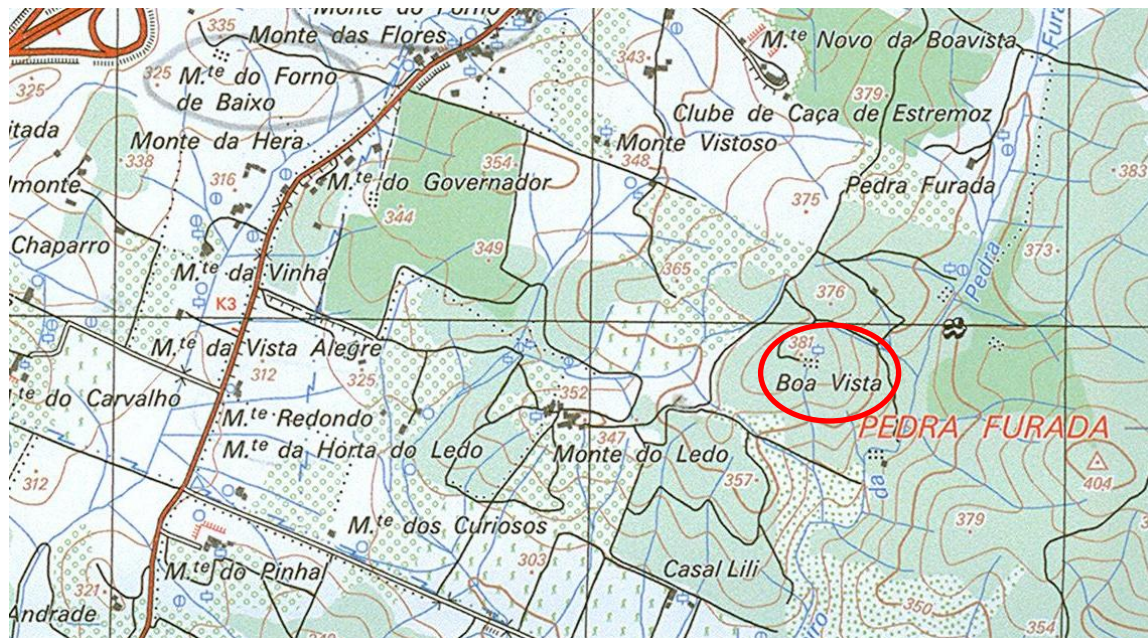 Monte do Forno
335
Monte das Flores
M.te Novo da Boavista
325
M.te do Forno
de Baixo
343
379
Clube de Caça de Estremoz
325
itada
Monte da Hera
338
354
348
Monte Vistoso
383
lmonte
316
M.te do Governador
Pedra Furada
344
375
Chaparro
349
373
M.te da Vinha
365
376
Pedra
K3
M.te da Vista Alegre
381
312
325
Boa Vista
352
M.te Redondo
PEDRA FURADA
M.te da Horta do Ledo
347
Monte do Ledo
da
404
357
312
M.te dos Curiosos
379
303
M.te do Pinhal
Casal Lili
321
350
Andrade
354